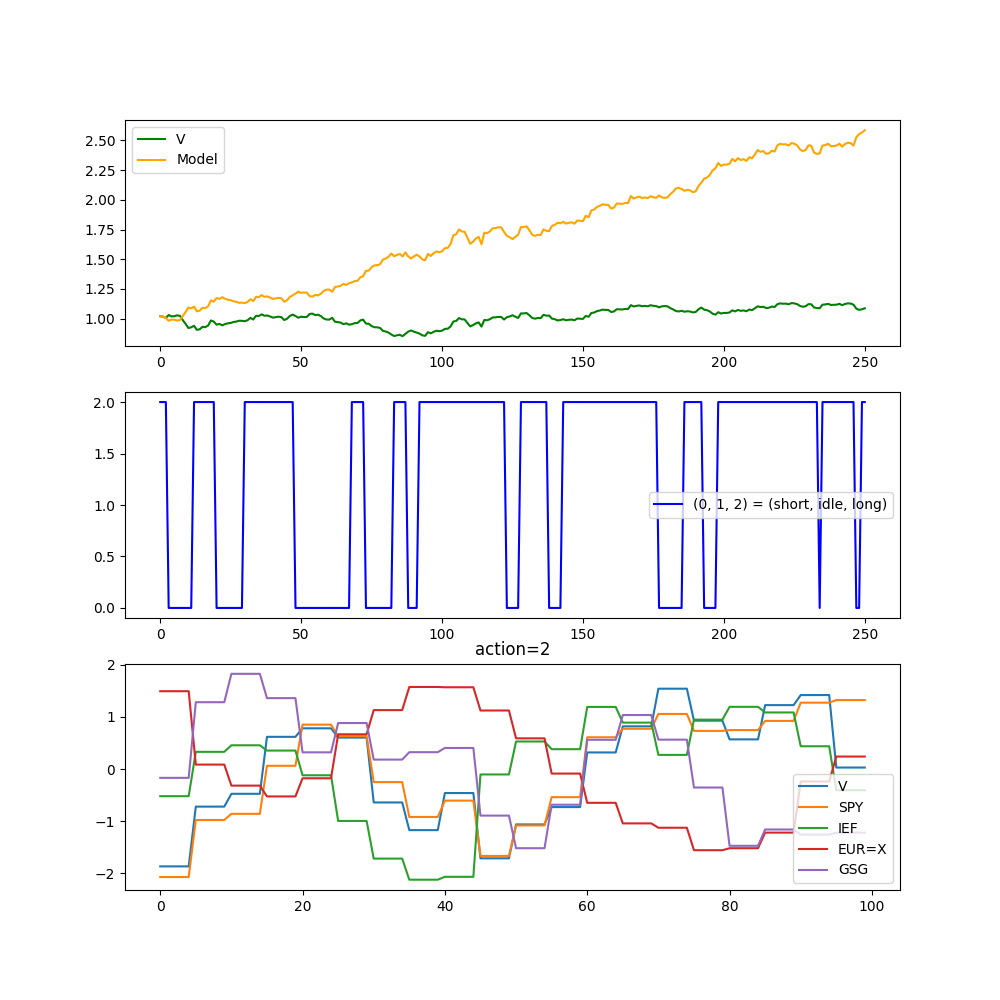 V
Model
2.50
2.25
2.00
1.75
1.50
1.25
1.00
0 50 100 150 200 250
(0, 1, 2) = (short, idle, long)
2.0
1.5
1.0
0.5
0.0
0 50 100 150 200 250
action=2
2
1
0
−1
−2
V
SPY
IEF
EUR=X
GSG
0 20 40 60 80 100